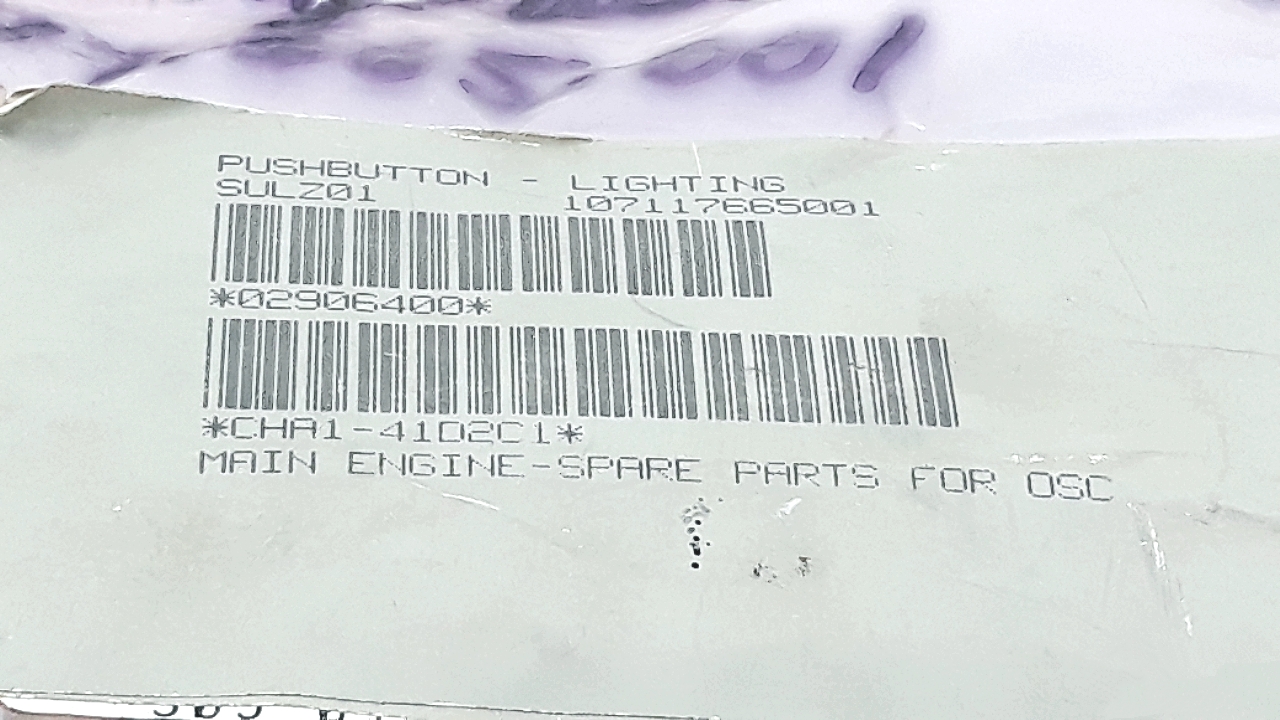 PUSHBUTTON - LIGHTING
SULZ01 107117665001
*02906400*
*CHA1-4102C1*
MAIN ENGINE-SPARE PARTS FOR OSC